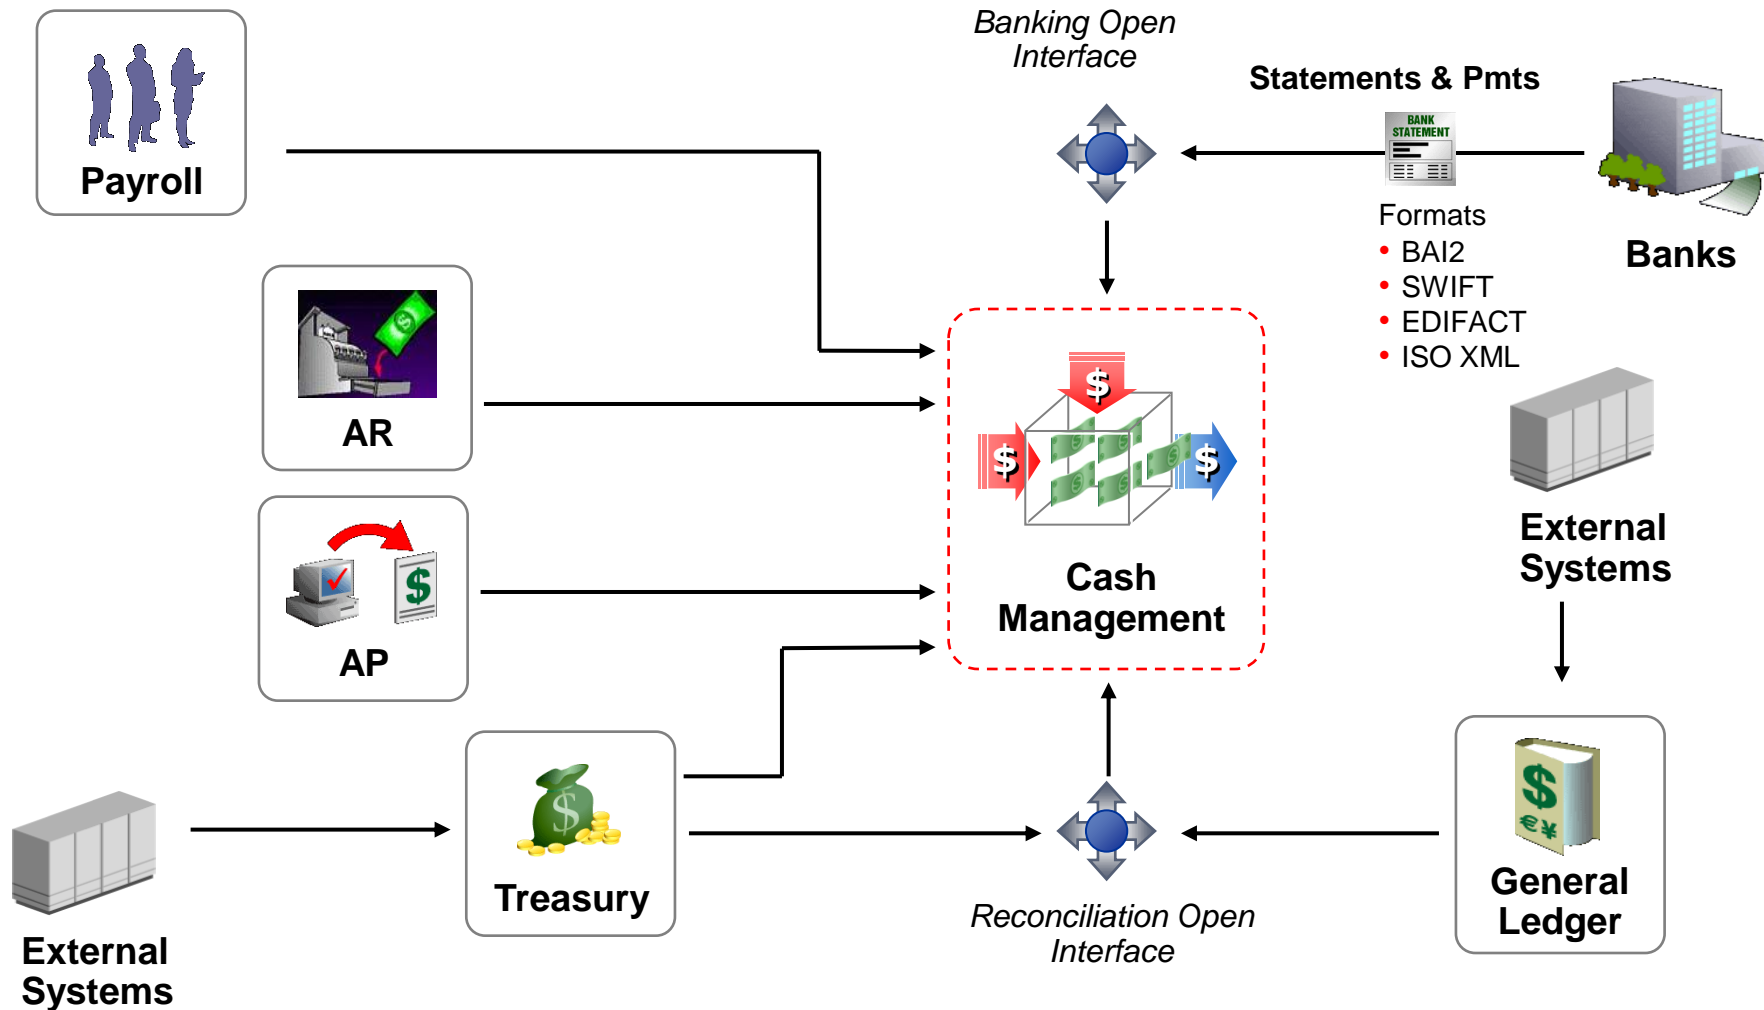 Banking Open
Interface
Payroll
Statements & Pmts
BANK
STATEMENT
Banks
Formats
• BAI2
• SWIFT
• EDIFACT
• ISO XML
AR
$
$
$
External
Systems
AP
$
Cash
Management
Treasury
$
General
Ledger
$
€¥
Reconciliation Open
Interface
External
Systems